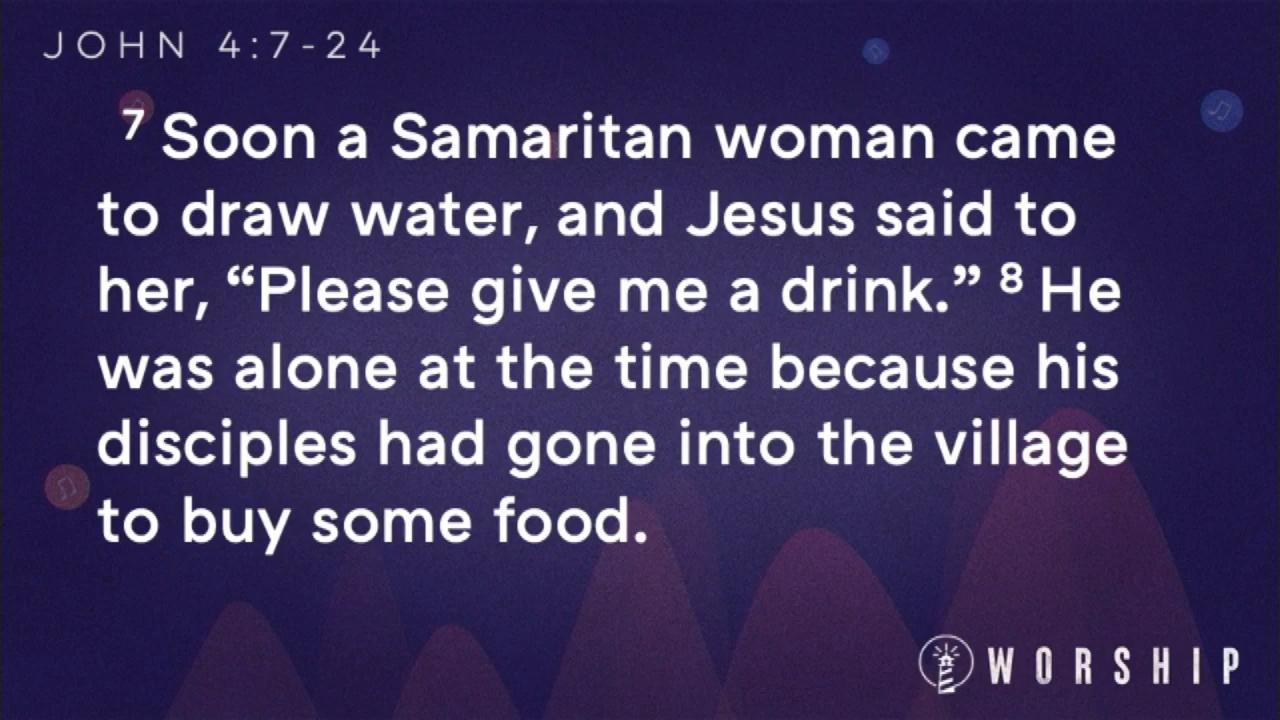 JOHN 4:7-24
7 Soon a Samaritan woman came
to draw water, and Jesus said to
her, “Please give me a drink.” 8 He
was alone at the time because his
disciples had gone into the village
to buy some food.
WORSHIP